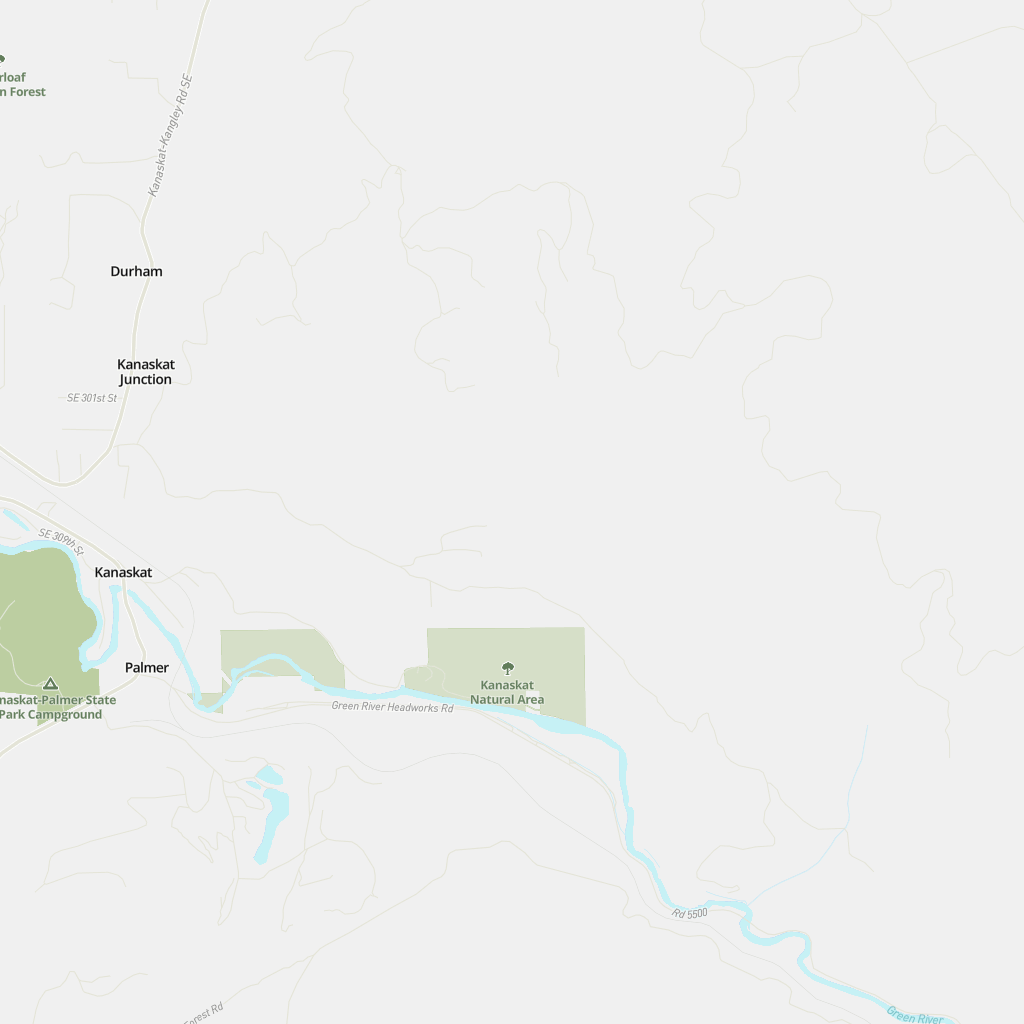 rloaf
n Forest
Kanaskat-Kangley Rd SE
Durham
Kanaskat
Junction
SE 301st St
SE 309th St
Kanaskat
Palmer
Kanaskat
Natural Area
naskat-Palmer State
Park Campground
Green River Headworks Rd
Rd 5500
Forest Rd
Green River